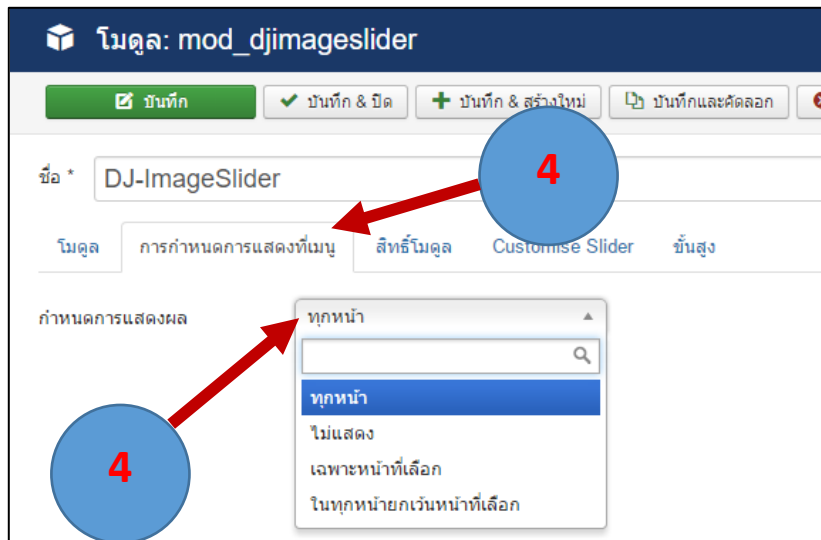 โมดูล: mod_djimageslider
บันทึก บันทึก & ปิด บันทึก & สร้างใหม่ บันทึกและคัดลอก
ชื่อ * DJ-ImageSlider
4
โมดูล การกำหนดการแสดงที่เมนู สิทธิ์โมดูล Customise Slider ขั้นสูง
กำหนดการแสดงผล ทุกหน้า
ทุกหน้า
ไม่แสดง
4
เฉพาะหน้าที่เลือก
ในทุกหน้ายกเว้นหน้าที่เลือก